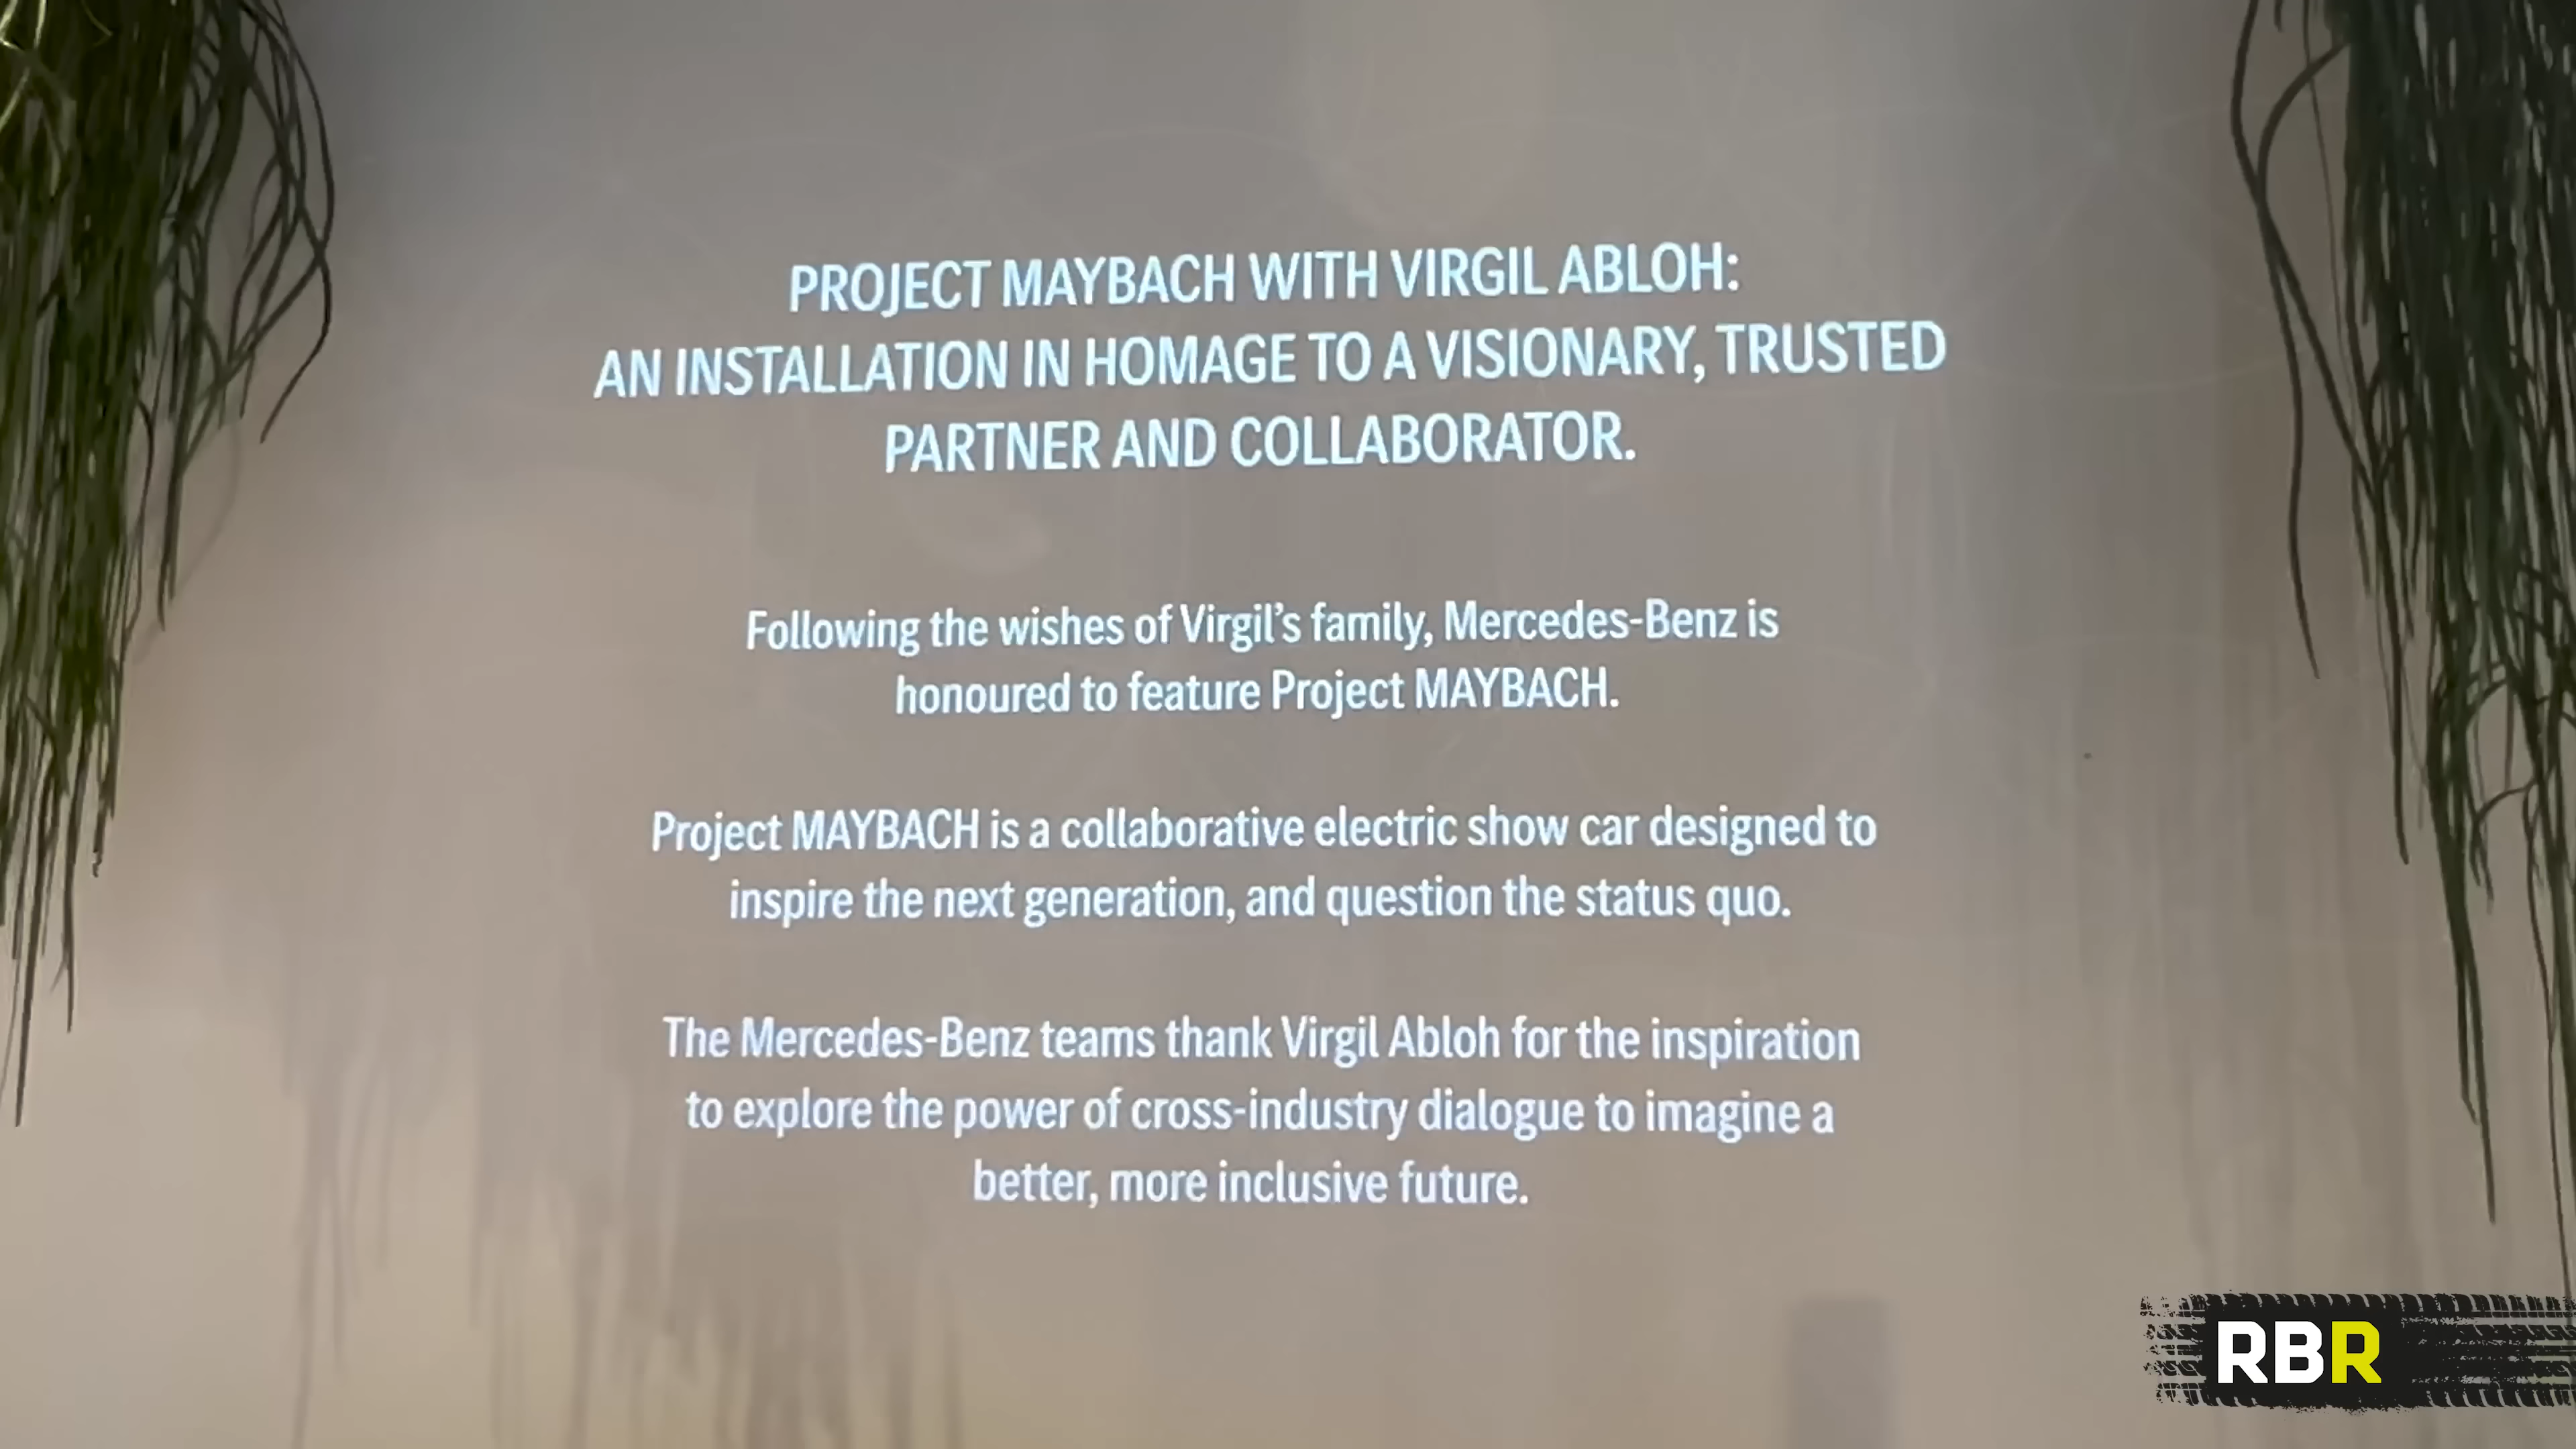 PROJECT MAYBACH WITH VIRGIL ABLOH:
AN INSTALLATION IN HOMAGE TO A VISIONARY, TRUSTED
PARTNER AND COLLABORATOR.
Following the wishes of Virgil’s family, Mercedes-Benz is
honoured to feature Project MAYBACH.
Project MAYBACH is a collaborative electric show car designed to
inspire the next generation, and question the status quo.
The Mercedes-Benz teams thank Virgil Abloh for the inspiration
to explore the power of cross-industry dialogue to imagine a
better, more inclusive future.
RBR